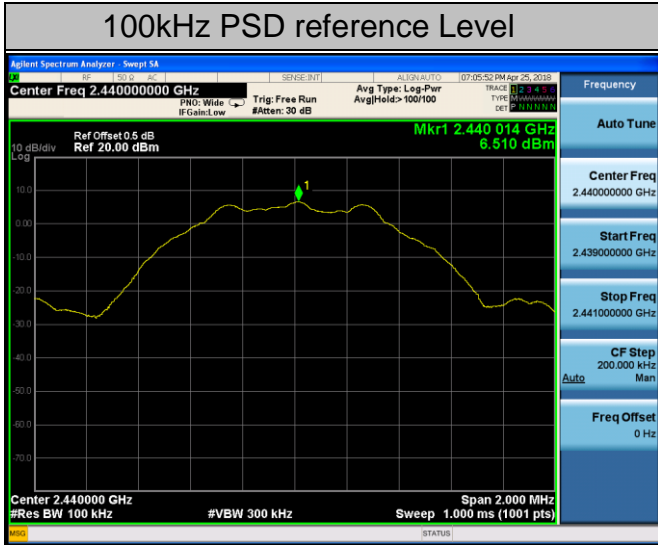 100kHz PSD reference Level
Agilent Spectrum Analyzer - Swept SA
RF 50 Ω AC SENSE:INT ALIGNAUTO 07:05:52 PM Apr 25, 2018
Center Freq 2.440000000 GHz
PNO: Wide
IFGain:Low
Trig: Free Run
#Atten: 30 dB
Avg Type: Log-Pwr
Avg|Hold:> 100/100
TRACE 1 2 3 4 5 6
TYPE M
DET P N N N N N
Ref Offset 0.5 dB
Ref 20.00 dBm
10 dB/div
Log
Mkr1 2.440 014 GHz
6.510 dBm
1
10.0
0.00
-10.0
-20.0
-30.0
-40.0
-50.0
-60.0
-70.0
Center 2.440000 GHz
Span 2.000 MHz
#Res BW 100 kHz
#VBW 300 kHz
Sweep 1.000 ms (1001 pts)
MSG
STATUS
Frequency
Auto Tune
Center Freq
2.440000000 GHz
Start Freq
2.439000000 GHz
Stop Freq
2.441000000 GHz
CF Step
200.000 kHz
Auto Man
Freq Offset
0 Hz